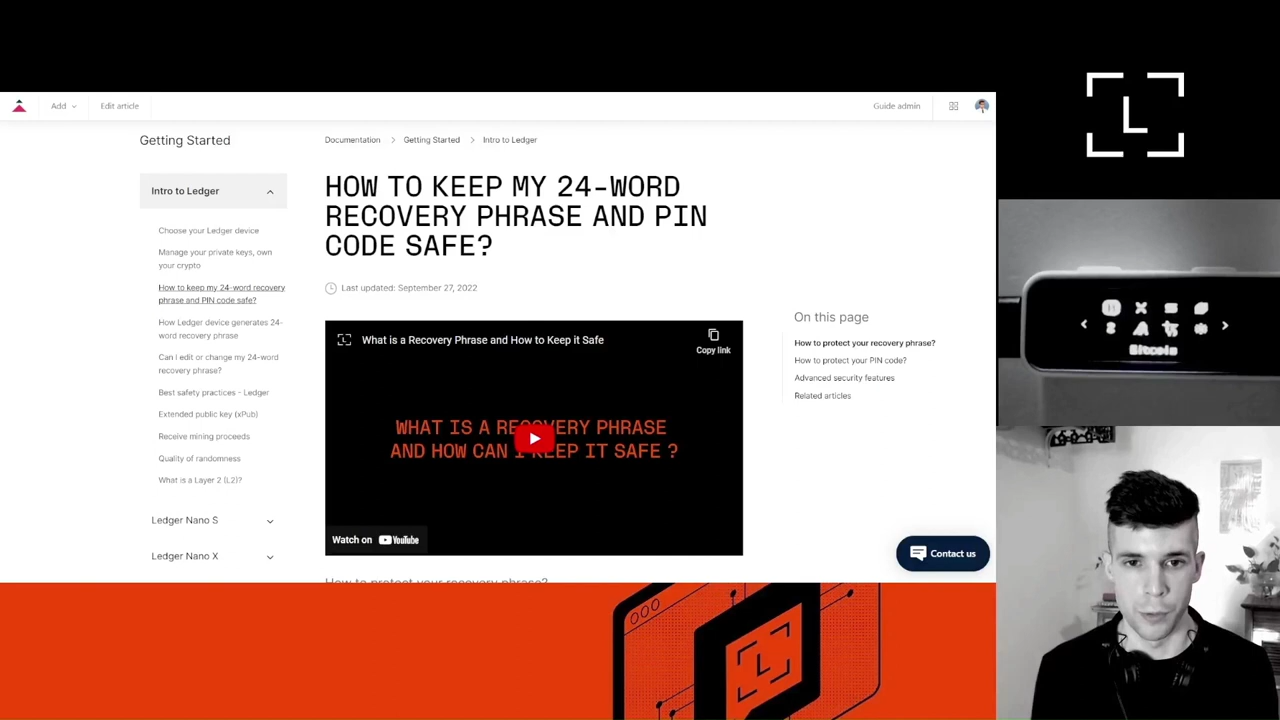 Add
Edit article
Guide admin
Getting Started
Documentation
Getting Started
Intro to Ledger
Intro to Ledger
Choose your Ledger device
Manage your private keys, own
your crypto
How to keep my 24-word recovery
phrase and PIN code safe?
How Ledger device generates 24-
word recovery phrase
Can I edit or change my 24-word
recovery phrase?
Best safety practices - Ledger
Extended public key (xPub)
Receive mining proceeds
Quality of randomness
What is a Layer 2 (L2)?
Ledger Nano S
Ledger Nano X
HOW TO KEEP MY 24-WORD
RECOVERY PHRASE AND PIN
CODE SAFE?
Last updated: September 27, 2022
What is a Recovery Phrase and How to Keep it Safe
Copy link
WHAT IS A RECOVERY PHRASE
AND HOW CAN I KEEP IT SAFE ?
Watch on YouTube
How to protect your recovery phrase?
On this page
How to protect your recovery phrase?
How to protect your PIN code?
Advanced security features
Related articles
Contact us
L
Bitcoin
L